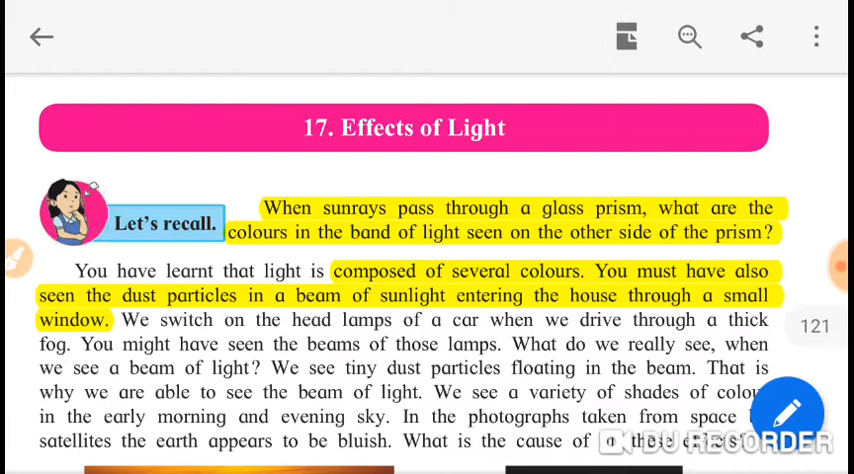 17. Effects of Light
Let's recall.
When sunrays pass through a glass prism, what are the
colours in the band of light seen on the other side of the prism?
You have learnt that light is composed of several colours. You must have also
seen the dust particles in a beam of sunlight entering the house through a small
window. We switch on the head lamps of a car when we drive through a thick
fog. You might have seen the beams of those lamps. What do we really see, when
we see a beam of light? We see tiny dust particles floating in the beam. That is
why we are able to see the beam of light. We see a variety of shades of colou
in the early morning and evening sky. In the photographs taken from space
satellites the earth appears to be bluish. What is the cause of
121
DU RECORDER